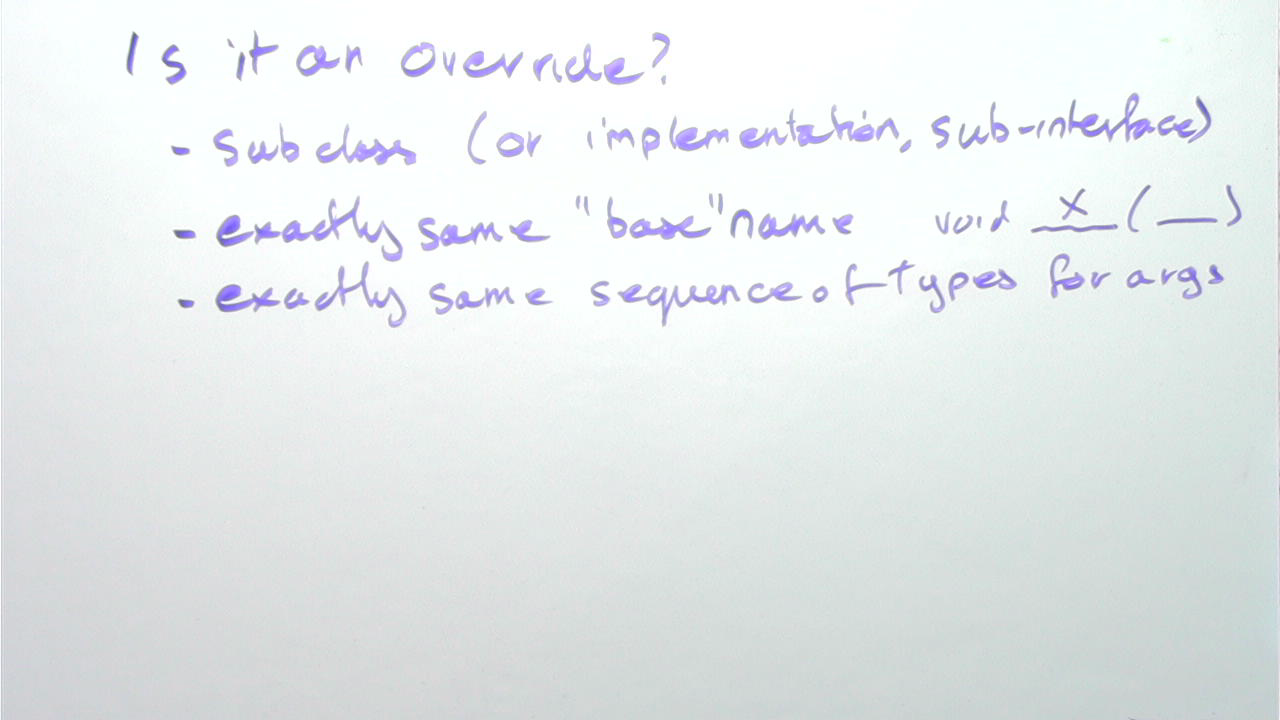 Is it an override?
- subclass (or implementation, sub-interface)
- exactly same "base" name void x (__)
- exactly same sequence of types for args